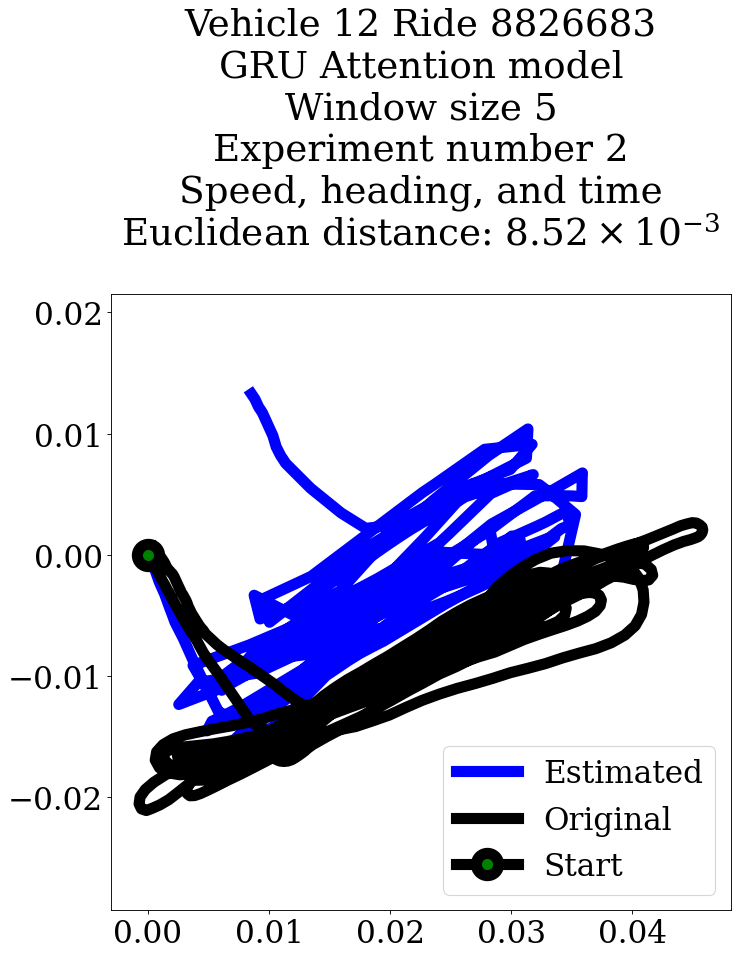 Vehicle 12 Ride 8826683
GRU Attention model
Window size 5
Experiment number 2
Speed, heading, and time
Euclidean distance: 8.52 × 10⁻³
0.02
0.01
0.00
−0.01
−0.02
Estimated
Original
Start
0.00 0.01 0.02 0.03 0.04